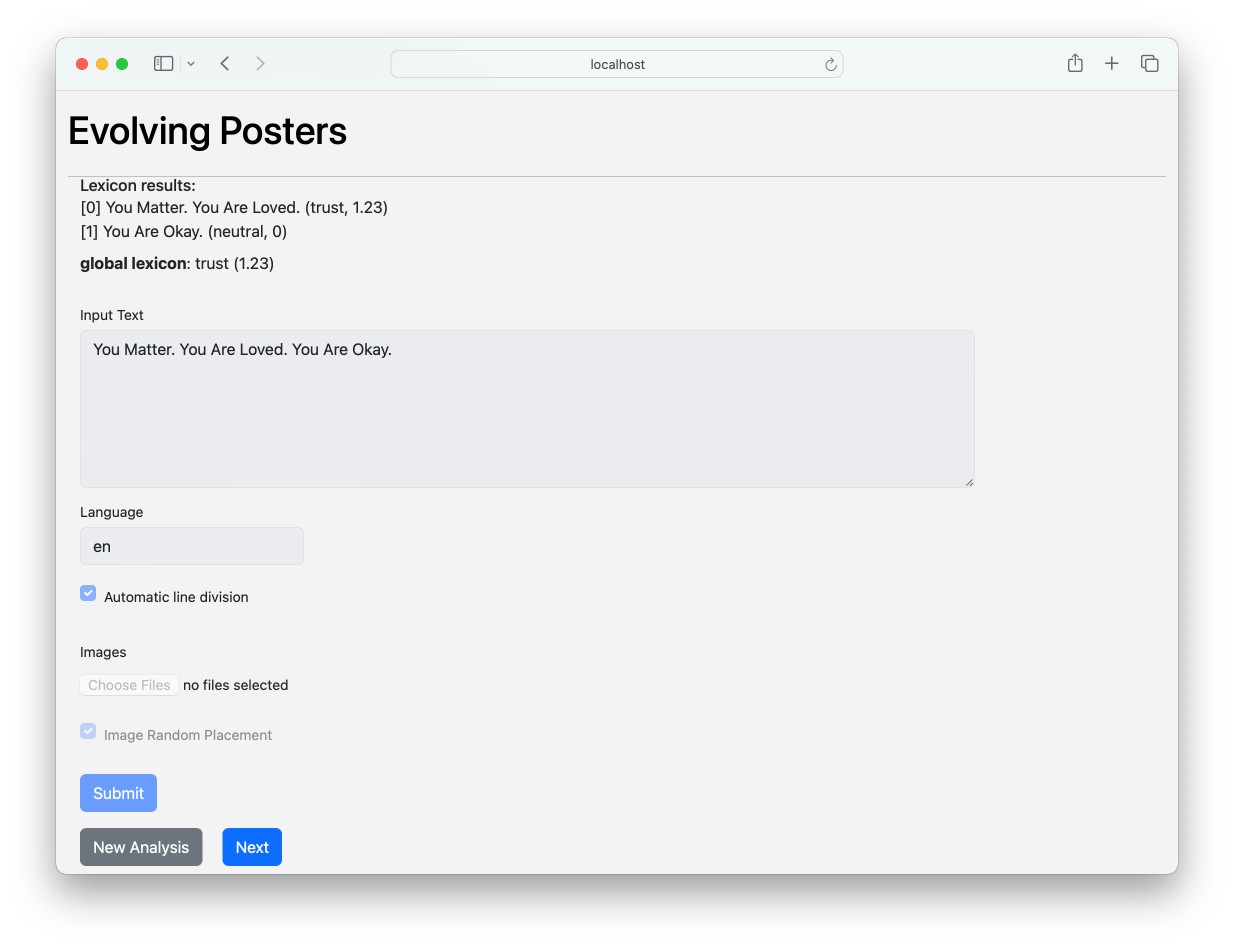 localhost
Evolving Posters
Lexicon results:
[0] You Matter. You Are Loved. (trust, 1.23)
[1] You Are Okay. (neutral, 0)
global lexicon: trust (1.23)
Input Text
You Matter. You Are Loved. You Are Okay.
Language
en
Automatic line division
Images
Choose Files no files selected
Image Random Placement
Submit
New Analysis Next